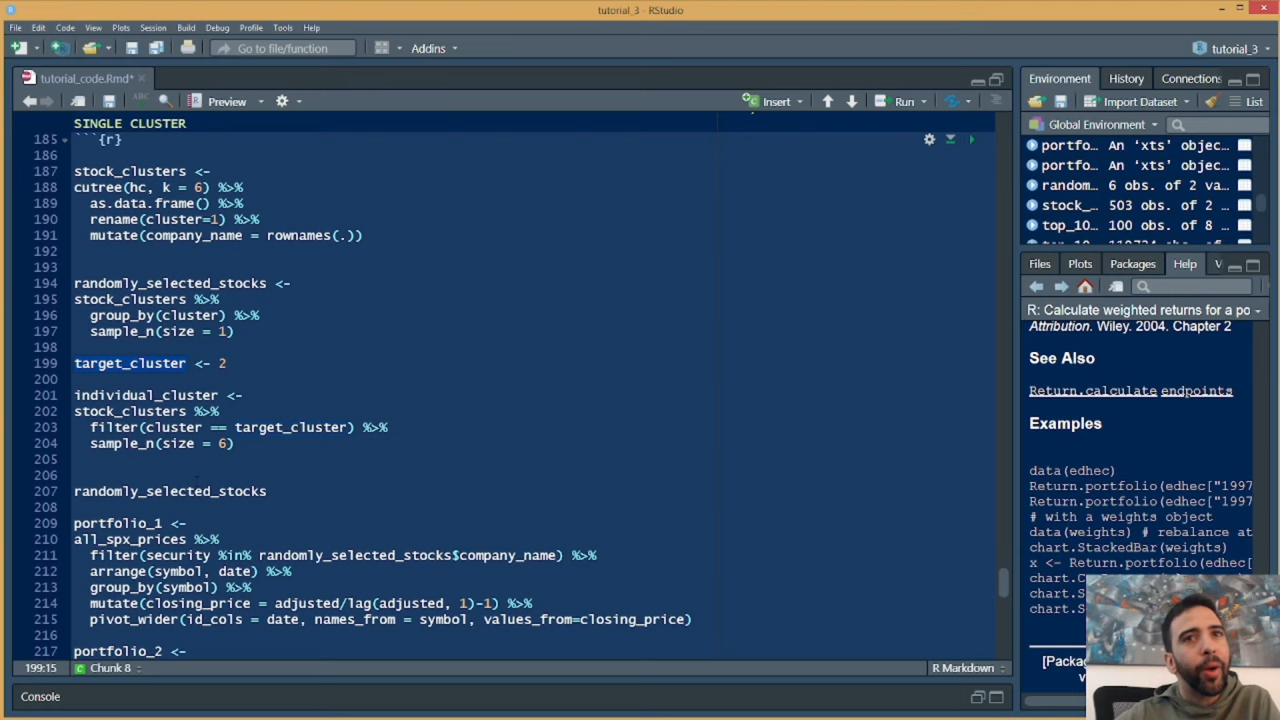 tutorial_3 - RStudio
File Edit Code View Plots Session Build Debug Profile Tools Help
Go to file/function Addins tutorial_3
tutorial_code.Rmd*
ABC Preview Insert Run
SINGLE CLUSTER
185 ```{r}
186
187 stock_clusters <-
188 cutree(hc, k = 6) %>%
189 as.data.frame() %>%
190 rename(cluster=1) %>%
191 mutate(company_name = rownames(.))
192
193
194 randomly_selected_stocks <-
195 stock_clusters %>%
196 group_by(cluster) %>%
197 sample_n(size = 1)
198
199 target_cluster <- 2
200
201 individual_cluster <-
202 stock_clusters %>%
203 filter(cluster == target_cluster) %>%
204 sample_n(size = 6)
205
206
207 randomly_selected_stocks
208
209 portfolio_1 <-
210 all_spx_prices %>%
211 filter(security %in% randomly_selected_stocks$company_name) %>%
212 arrange(symbol, date) %>%
213 group_by(symbol) %>%
214 mutate(closing_price = adjusted/lag(adjusted, 1)-1) %>%
215 pivot_wider(id_cols = date, names_from = symbol, values_from=closing_price)
216
217 portfolio_2 <-
199:15 Chunk 8 R Markdown
Console
Environment History Connections
Import Dataset List
Global Environment
portfo... An 'xts' objec...
portfo... An 'xts' objec...
random... 6 obs. of 2 va...
stock_... 503 obs. of 2 ...
top_10... 100 obs. of 8 ...
Files Plots Packages Help V
R: Calculate weighted returns for a po
Attribution. Wiley. 2004. Chapter 2
See Also
Return.calculate endpoints
Examples
data(edhec)
Return.portfolio(edhec["1997
Return.portfolio(edhec["1997
# with a weights object
data(weights) # rebalance at
chart.StackedBar(weights)
x <- Return.portfolio(edhec[
chart.C
chart.S
chart.S
[Packag
v